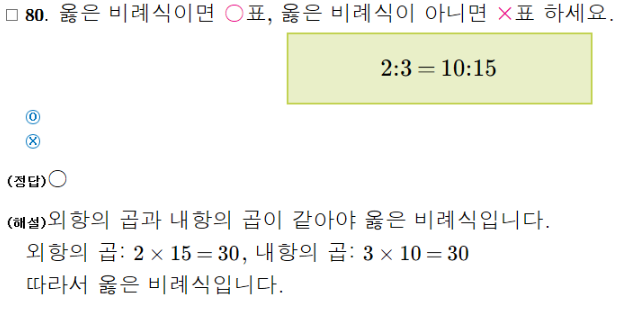 □ 80. 옳은 비례식이면 ○표, 옳은 비례식이 아니면 ×표 하세요.
2:3 = 10:15
ⓞ
ⓧ
(정답)○
(해설)외항의 곱과 내항의 곱이 같아야 옳은 비례식입니다.
외항의 곱: 2 × 15 = 30, 내항의 곱: 3 × 10 = 30
따라서 옳은 비례식입니다.